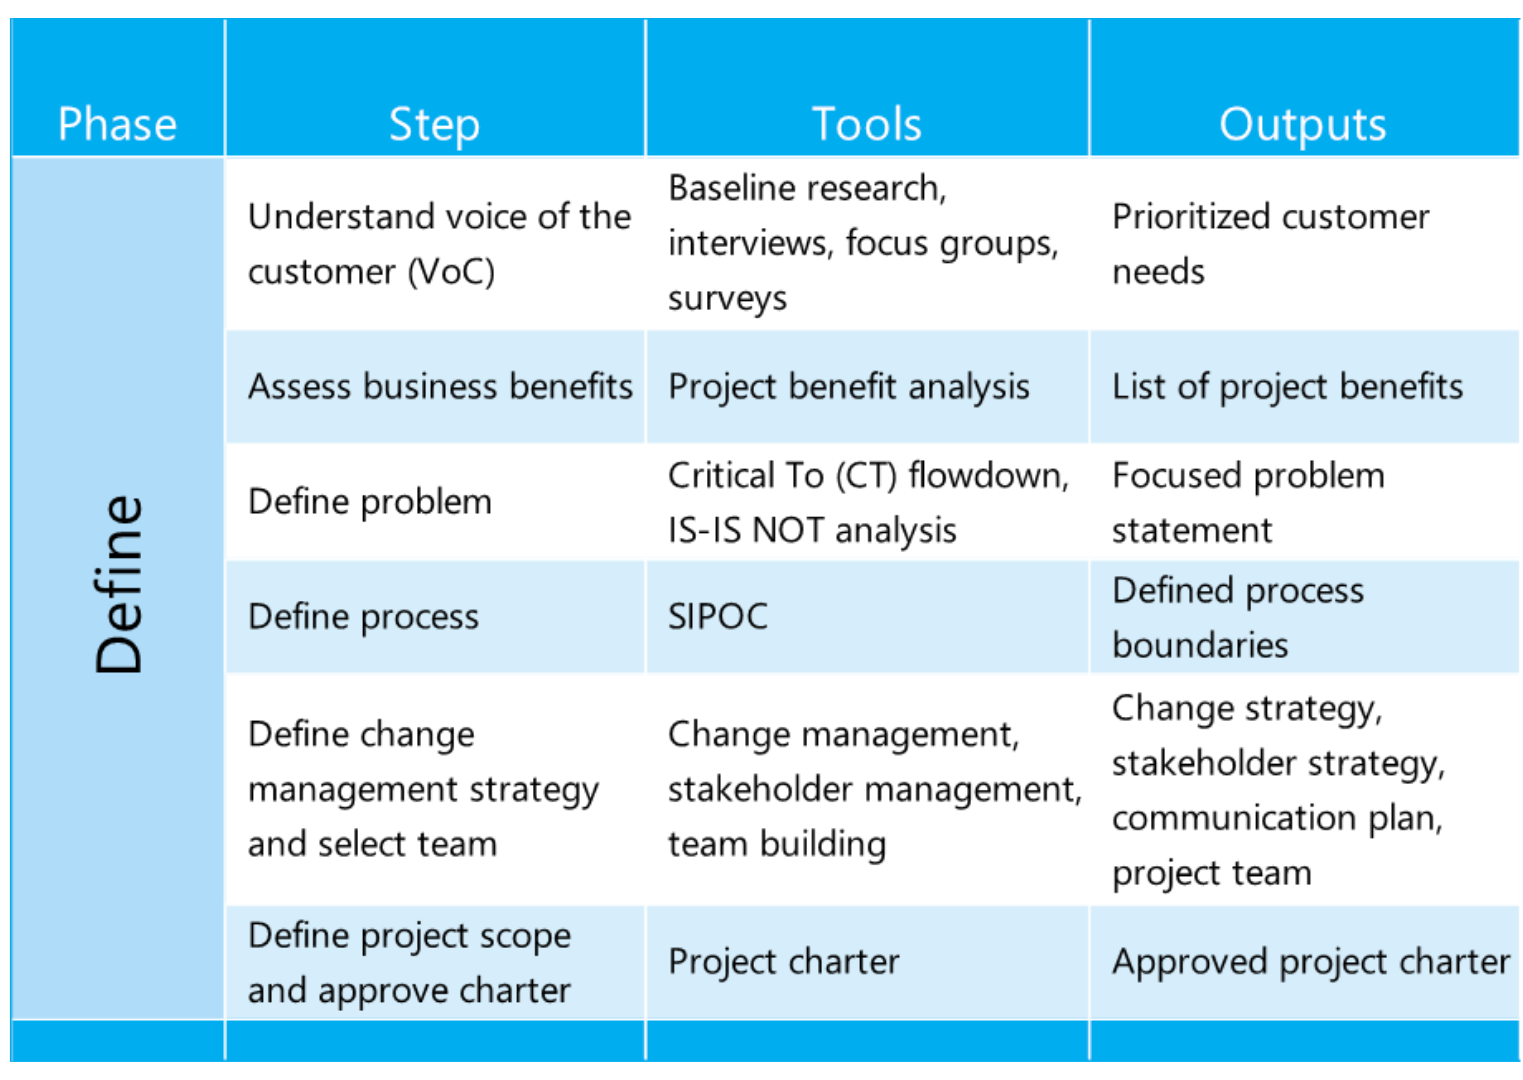 Phase
Step
Tools
Outputs
Define
Understand voice of the
customer (VoC)
Baseline research,
interviews, focus groups,
surveys
Prioritized customer
needs
Assess business benefits
Project benefit analysis
List of project benefits
Define problem
Critical To (CT) flowdown,
IS-IS NOT analysis
Focused problem
statement
Define process
SIPOC
Defined process
boundaries
Define change
management strategy
and select team
Change management,
stakeholder management,
team building
Change strategy,
stakeholder strategy,
communication plan,
project team
Define project scope
and approve charter
Project charter
Approved project charter